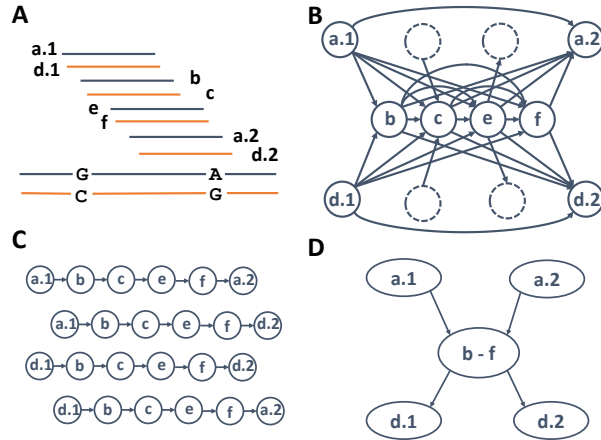 A
a.1
d.1
b
c
e
f
a.2
d.2
G A
C G
B
a.1 a.2
b c e f
d.1 d.2
C
a.1 b c e f a.2
a.1 b c e f d.2
d.1 b c e f d.2
d.1 b c e f a.2
D
a.1 a.2
b - f
d.1 d.2